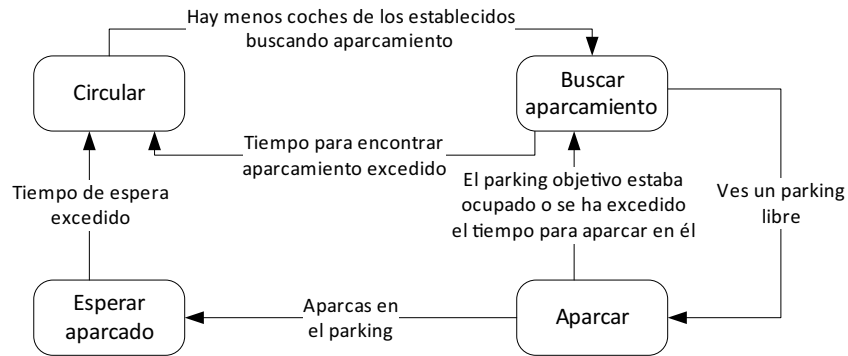 Hay menos coches de los establecidos
buscando aparcamiento
Circular
Buscar
aparcamiento
Tiempo para encontrar
aparcamiento excedido
Tiempo de espera
excedido
El parking objetivo estaba
ocupado o se ha excedido
el tiempo para aparcar en él
Ves un parking
libre
Esperar
aparcado
Aparcas en
el parking
Aparcar